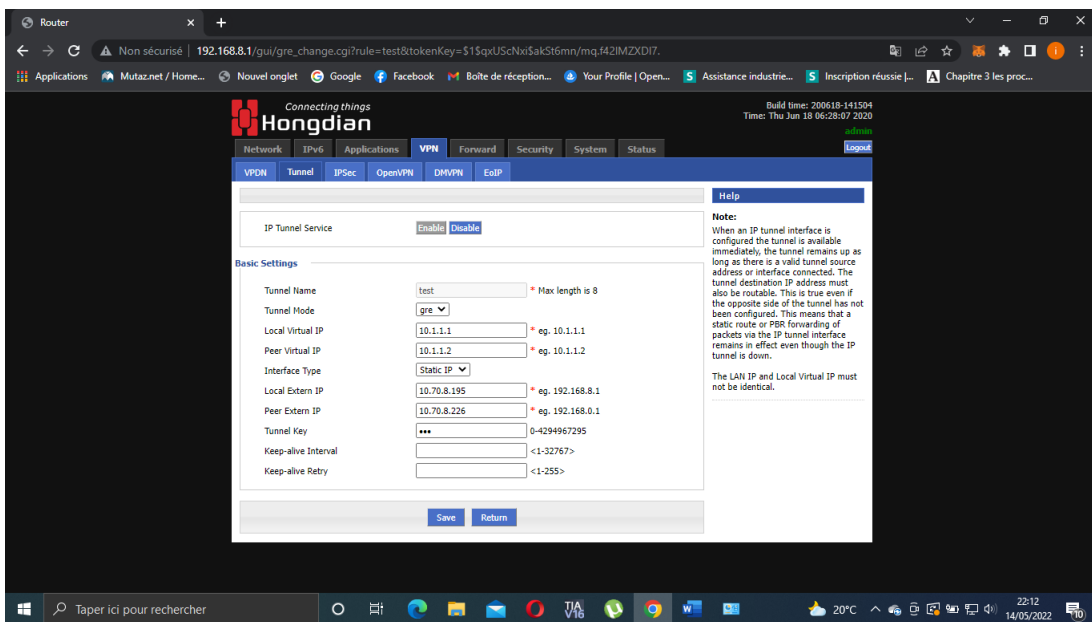 Router
Non sécurisé | 192.168.8.1/gui/gre_change.cgi?rule=test&tokenKey=$1$qxUScNxi$akSt6mn/mq.f42IMZXDI7.
Applications Mutaz.net / Home... Nouvel onglet Google Facebook Boîte de réception... Your Profile | Open... Assistance industrie... Inscription réussie |... Chapitre 3 les proc...
Connecting things
Hongdian
Build time: 200618-141504
Time: Thu Jun 18 06:28:07 2020
admin
Network IPv6 Applications VPN Forward Security System Status Logout
VPDN Tunnel IPSec OpenVPN DMVPN EoIP
IP Tunnel Service Enable Disable
Basic Settings
Tunnel Name test * Max length is 8
Tunnel Mode gre
Local Virtual IP 10.1.1.1 * eg. 10.1.1.1
Peer Virtual IP 10.1.1.2 * eg. 10.1.1.2
Interface Type Static IP
Local Extern IP 10.70.8.195 * eg. 192.168.8.1
Peer Extern IP 10.70.8.226 * eg. 192.168.0.1
Tunnel Key ••• 0-4294967295
Keep-alive Interval <1-32767>
Keep-alive Retry <1-255>
Save Return
Help
Note:
When an IP tunnel interface is
configured the tunnel is available
immediately, the tunnel remains up as
long as there is a valid tunnel source
address or interface connected. The
tunnel destination IP address must
also be routable. This is true even if
the opposite side of the tunnel has not
been configured. This means that a
static route or PBR forwarding of
packets via the IP tunnel interface
remains in effect even though the IP
tunnel is down.
The LAN IP and Local Virtual IP must
not be identical.
Taper ici pour rechercher
TIA V16
20°C
22:12
14/05/2022
10